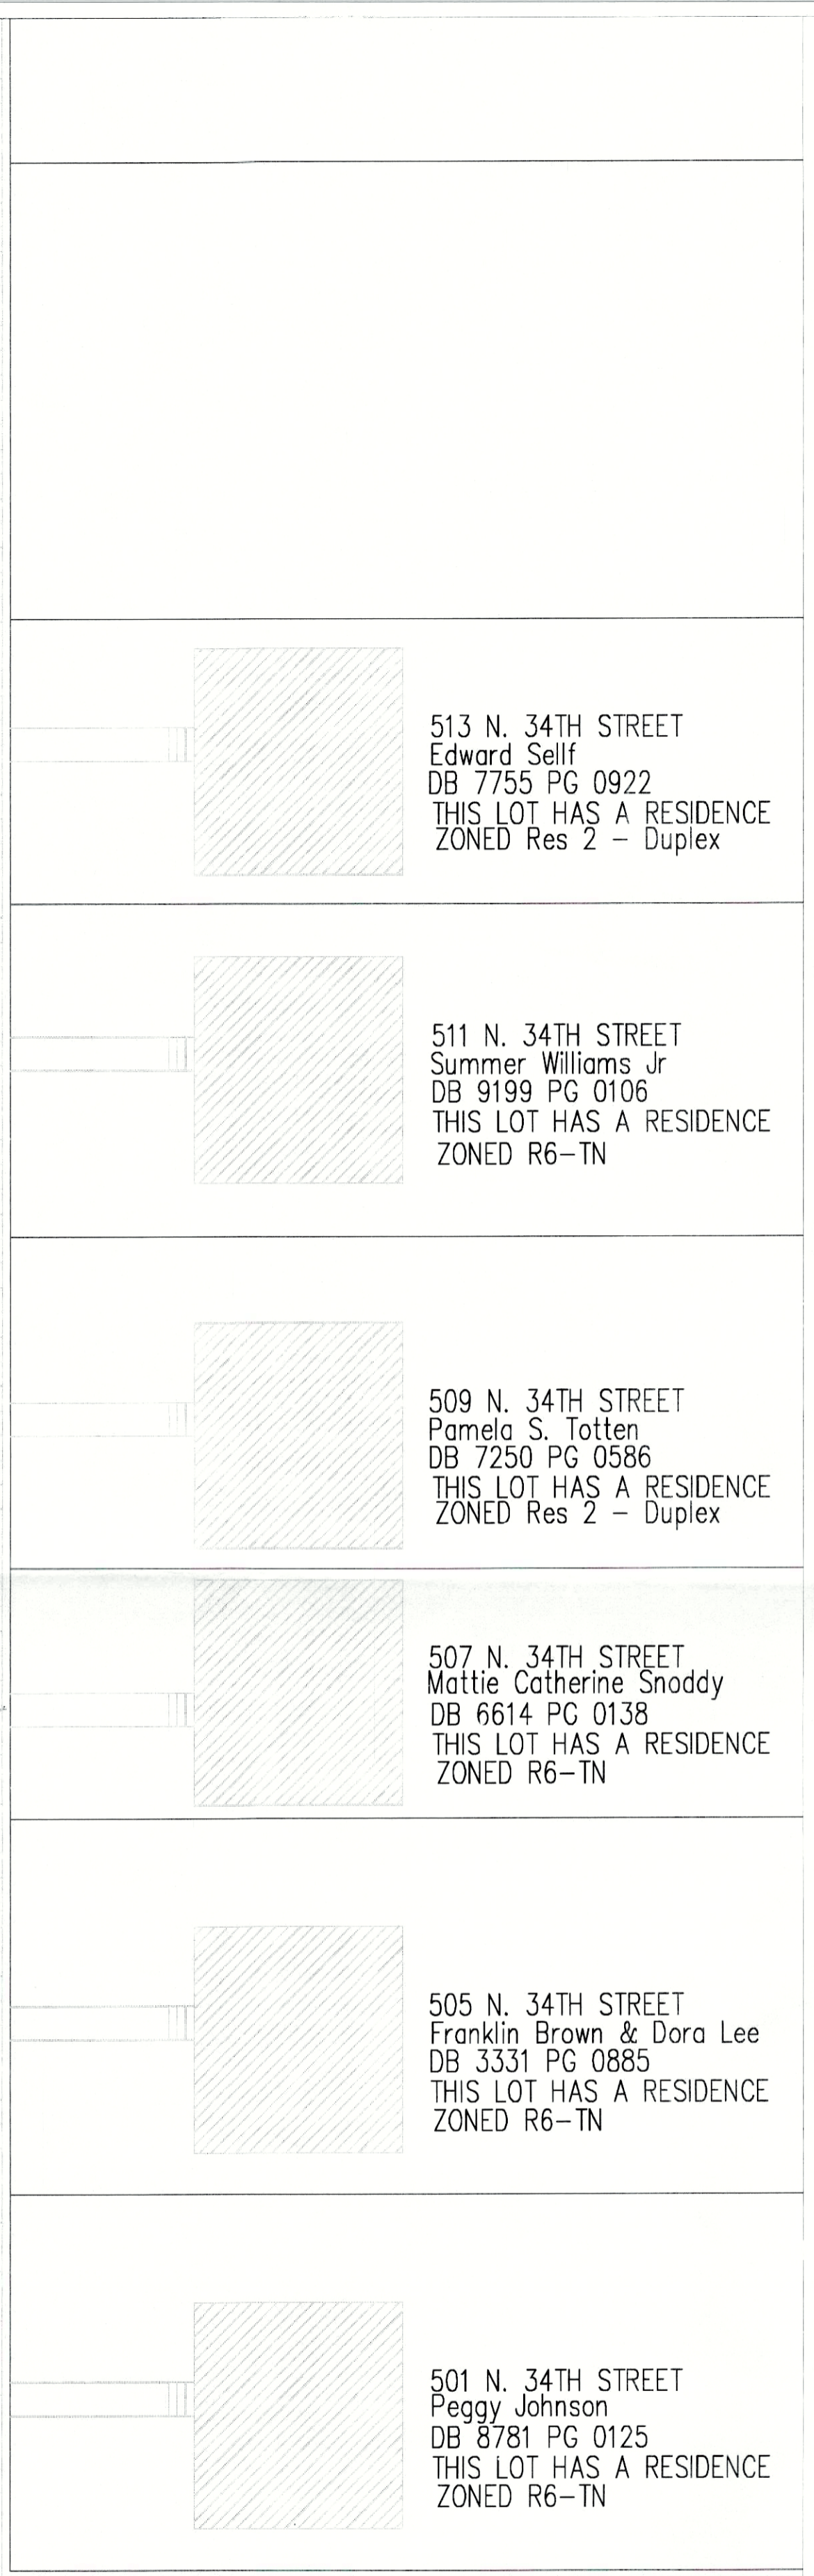 513 N. 34TH STREET
Edward Sellf
DB 7755 PG 0922
THIS LOT HAS A RESIDENCE
ZONED Res 2 – Duplex
511 N. 34TH STREET
Summer Williams Jr
DB 9199 PG 0106
THIS LOT HAS A RESIDENCE
ZONED R6–TN
509 N. 34TH STREET
Pamela S. Totten
DB 7250 PG 0586
THIS LOT HAS A RESIDENCE
ZONED Res 2 – Duplex
507 N. 34TH STREET
Mattie Catherine Snoddy
DB 6614 PG 0138
THIS LOT HAS A RESIDENCE
ZONED R6–TN
505 N. 34TH STREET
Franklin Brown & Dora Lee
DB 3331 PG 0885
THIS LOT HAS A RESIDENCE
ZONED R6–TN
501 N. 34TH STREET
Peggy Johnson
DB 8781 PG 0125
THIS LOT HAS A RESIDENCE
ZONED R6–TN